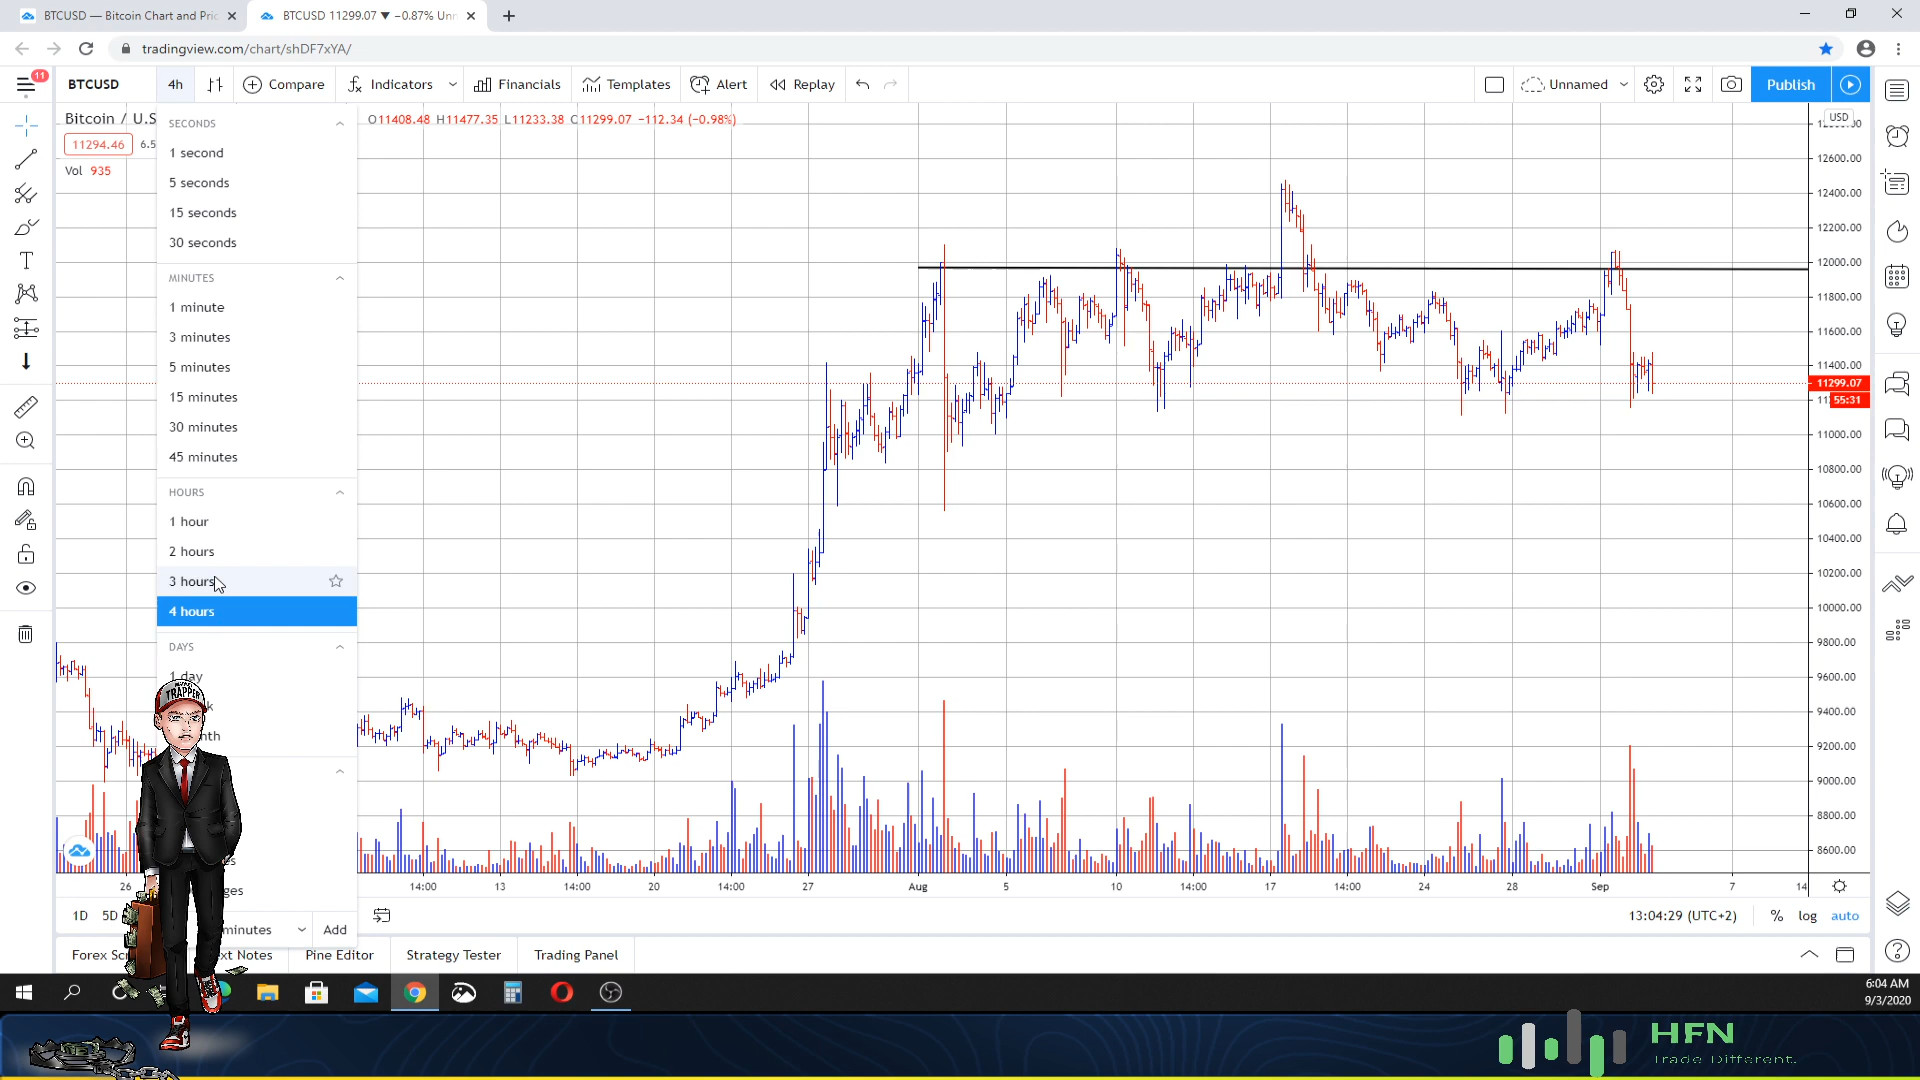 BTCUSD — Bitcoin Chart and Pric
BTCUSD 11299.07 ▼ −0.87% Unn
tradingview.com/chart/shDF7xYA/
11
BTCUSD
4h
Compare
Indicators
Financials
Templates
Alert
Replay
Unnamed
Publish
Bitcoin / U.S
O11408.48 H11477.35 L11233.38 C11299.07 −112.34 (−0.98%)
11294.46
6.5
Vol 935
SECONDS
1 second
5 seconds
15 seconds
30 seconds
MINUTES
1 minute
3 minutes
5 minutes
15 minutes
30 minutes
45 minutes
HOURS
1 hour
2 hours
3 hours
4 hours
DAYS
1 day
TRAPPER
minutes
Add
USD
12600.00
12400.00
12200.00
12000.00
11800.00
11600.00
11400.00
11299.07
55:31
11000.00
10800.00
10600.00
10400.00
10200.00
10000.00
9800.00
9600.00
9400.00
9200.00
9000.00
8800.00
8600.00
26
14:00
13
14:00
20
14:00
27
Aug
5
10
14:00
17
14:00
24
28
Sep
7
14
1D
5D
13:04:29 (UTC+2)
%
log
auto
Pine Editor
Strategy Tester
Trading Panel
6:04 AM
9/3/2020
HFN
Trade Different.